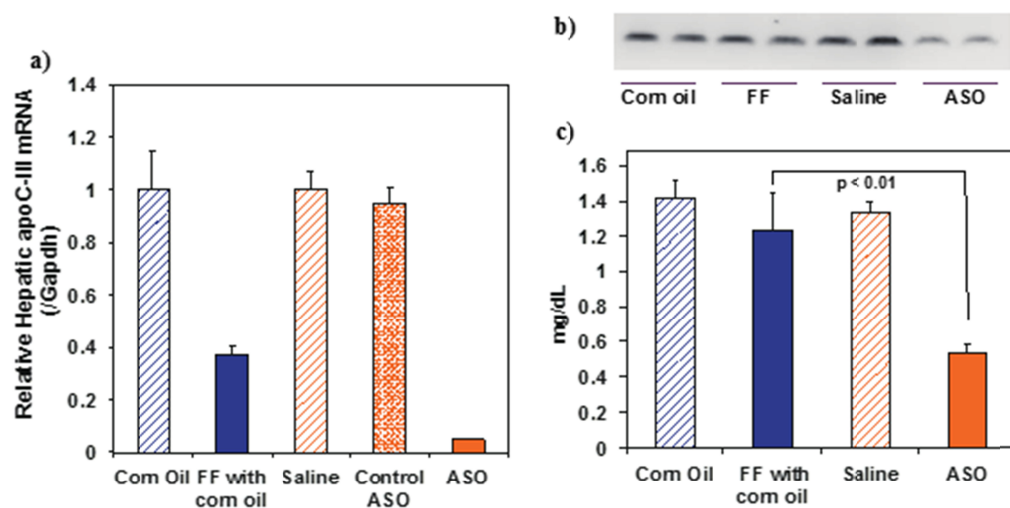 a)
Relative Hepatic apoC-III mRNA
(/Gapdh)
1.4
1.2
1
0.8
0.6
0.4
0.2
0
Corn Oil
FF with
corn oil
Saline
Control
ASO
ASO
b)
Corn oil
FF
Saline
ASO
c)
mg/dL
1.6
1.4
1.2
1
0.8
0.6
0.4
0.2
0
p < 0.01
Corn Oil
FF with
corn oil
Saline
ASO